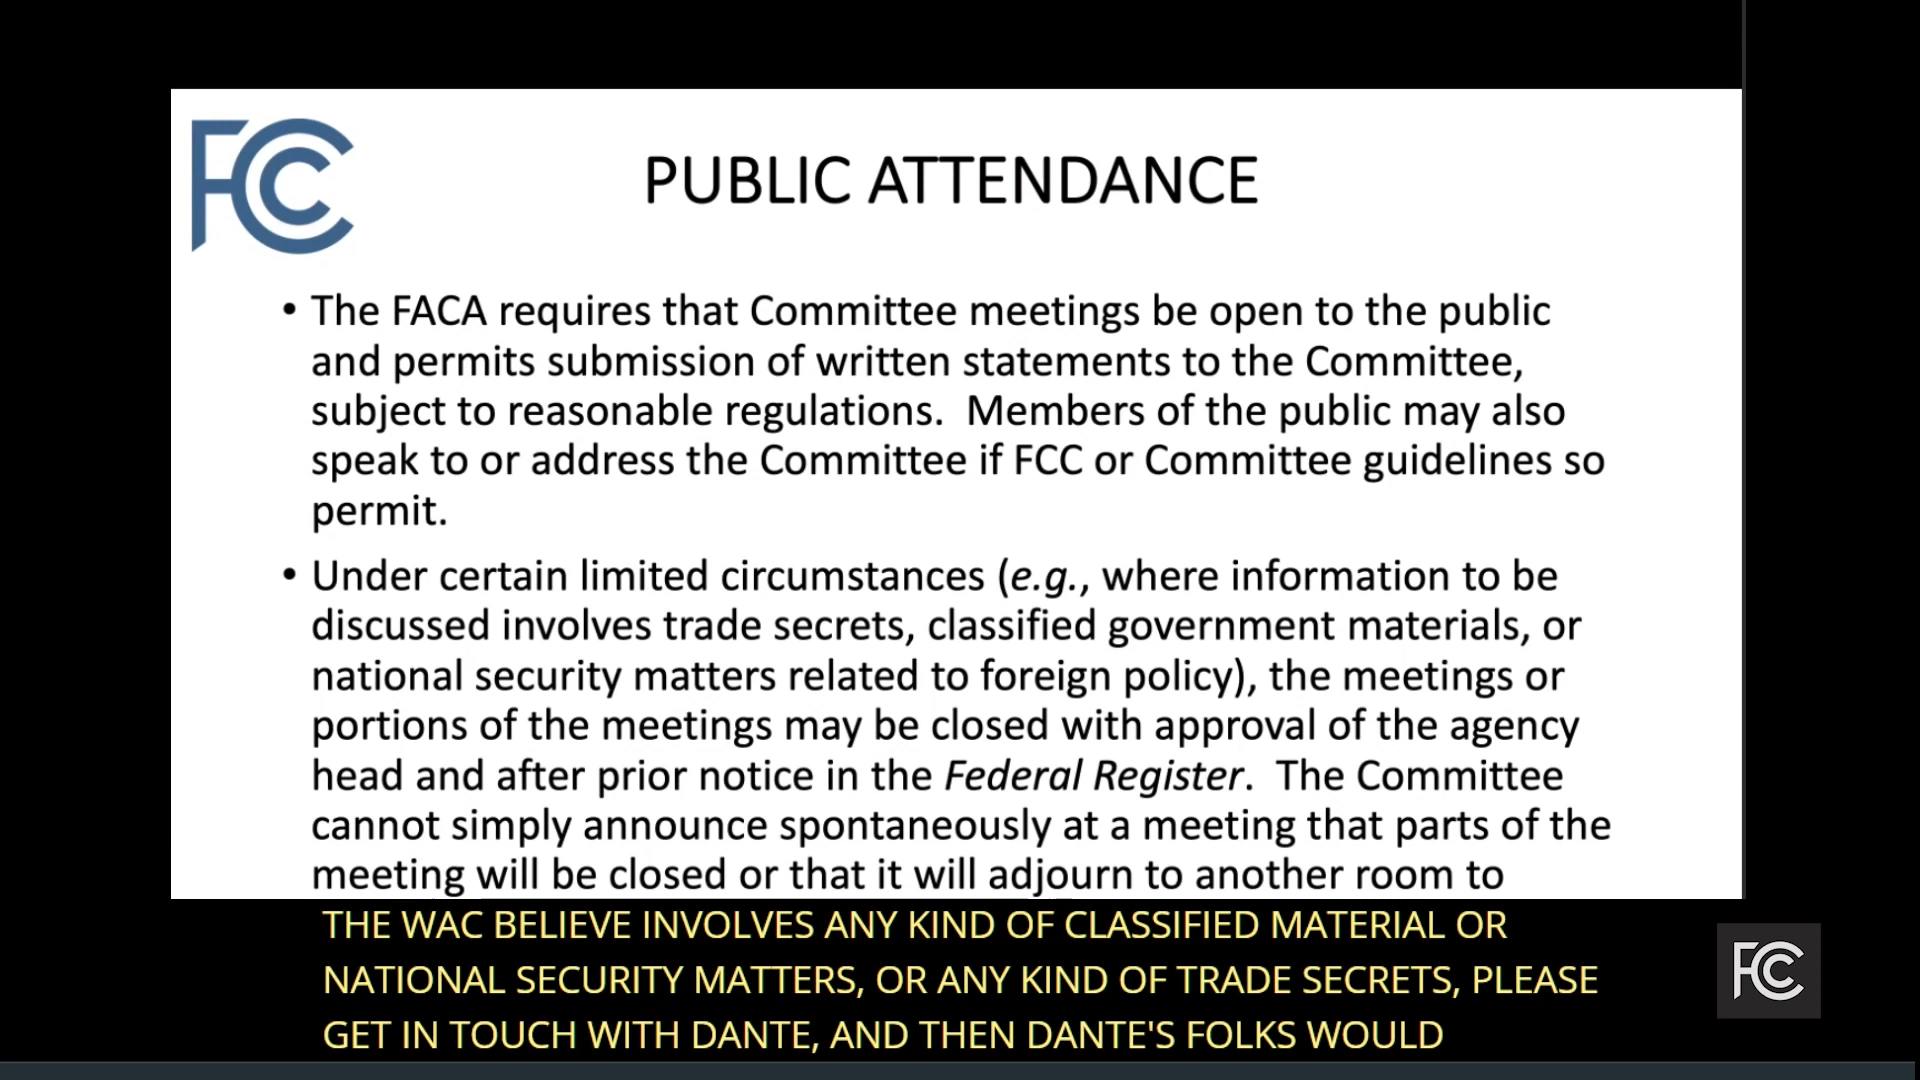 FCC
PUBLIC ATTENDANCE
• The FACA requires that Committee meetings be open to the public
and permits submission of written statements to the Committee,
subject to reasonable regulations.  Members of the public may also
speak to or address the Committee if FCC or Committee guidelines so
permit.
• Under certain limited circumstances (e.g., where information to be
discussed involves trade secrets, classified government materials, or
national security matters related to foreign policy), the meetings or
portions of the meetings may be closed with approval of the agency
head and after prior notice in the Federal Register.  The Committee
cannot simply announce spontaneously at a meeting that parts of the
meeting will be closed or that it will adjourn to another room to
THE WAC BELIEVE INVOLVES ANY KIND OF CLASSIFIED MATERIAL OR
NATIONAL SECURITY MATTERS, OR ANY KIND OF TRADE SECRETS, PLEASE
GET IN TOUCH WITH DANTE, AND THEN DANTE'S FOLKS WOULD
FCC